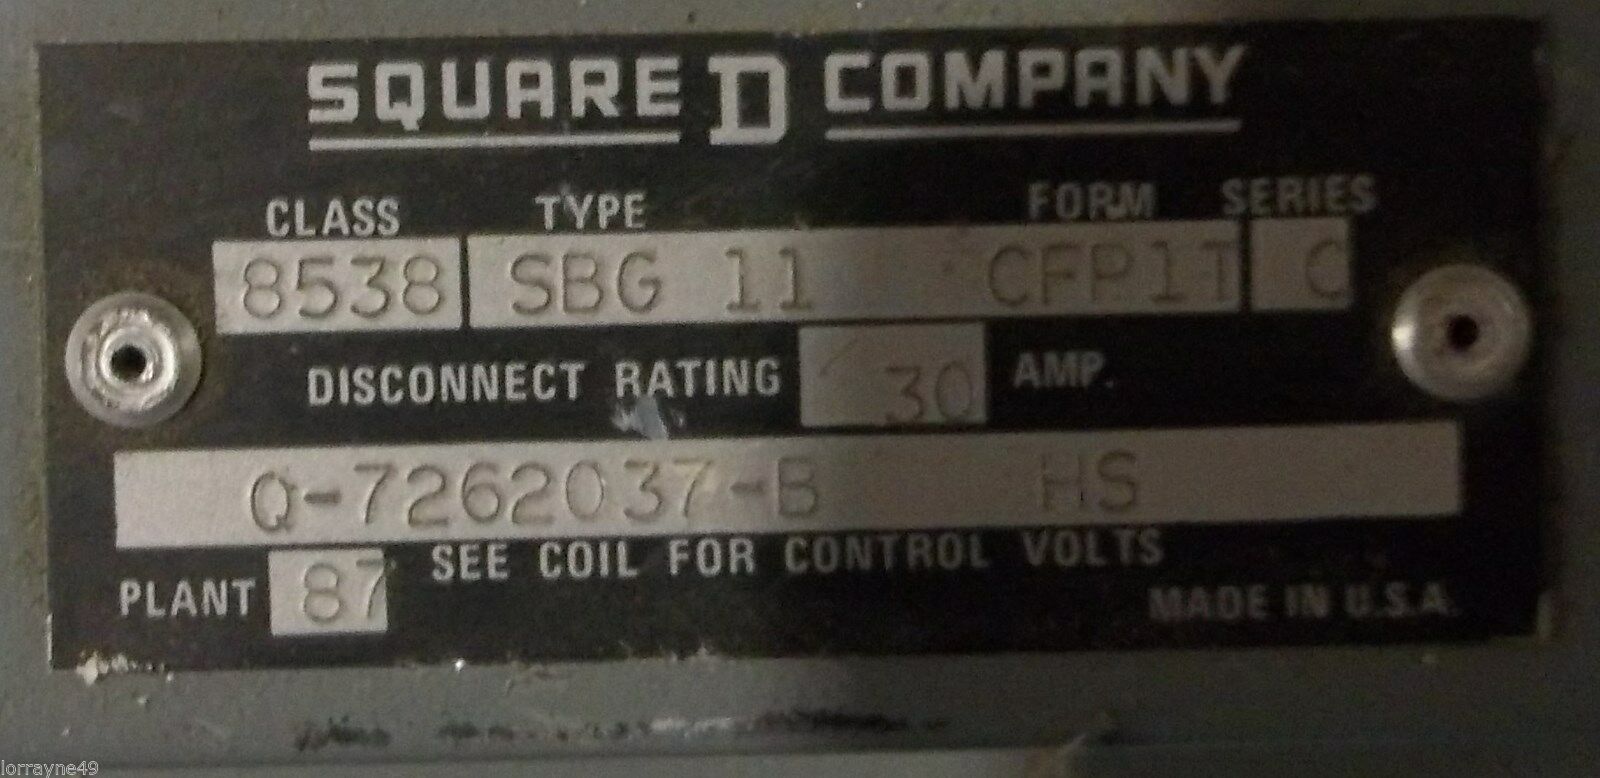 SQUARE D COMPANY
CLASS TYPE FORM SERIES
8538 SBG 11 CFP1T C
DISCONNECT RATING 30 AMP.
Q-7262037-B HS
SEE COIL FOR CONTROL VOLTS
PLANT 87 MADE IN U.S.A.
lorrayne49